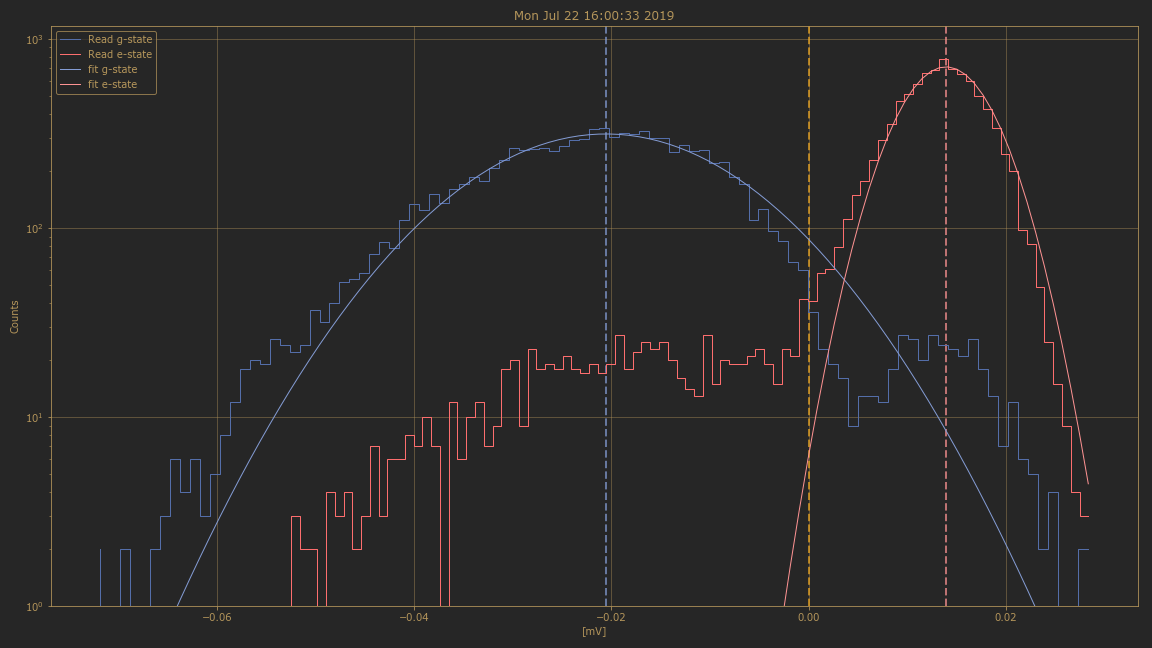 Mon Jul 22 16:00:33 2019
Read g-state
Read e-state
fit g-state
fit e-state
10³
10²
10¹
10⁰
Counts
−0.06
−0.04
−0.02
0.00
0.02
[mV]